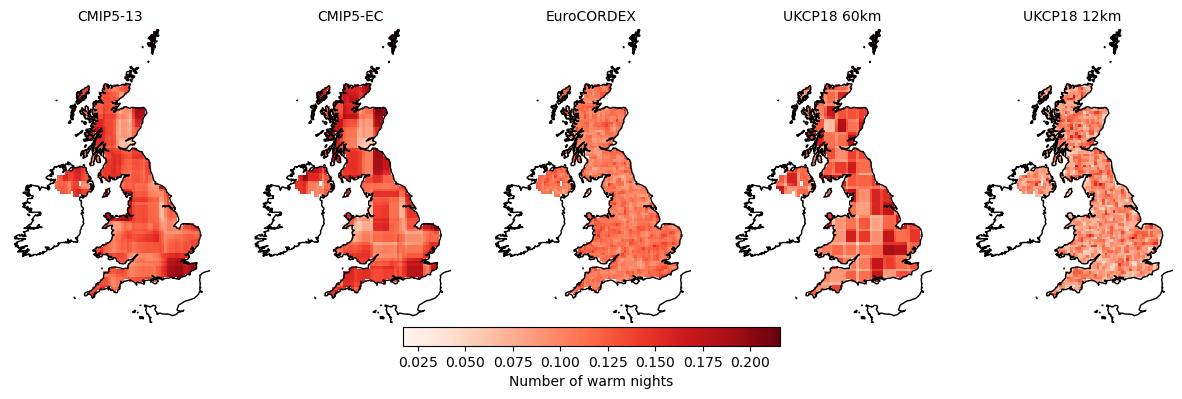 CMIP5-13 CMIP5-EC EuroCORDEX UKCP18 60km UKCP18 12km
0.025 0.050 0.075 0.100 0.125 0.150 0.175 0.200
Number of warm nights